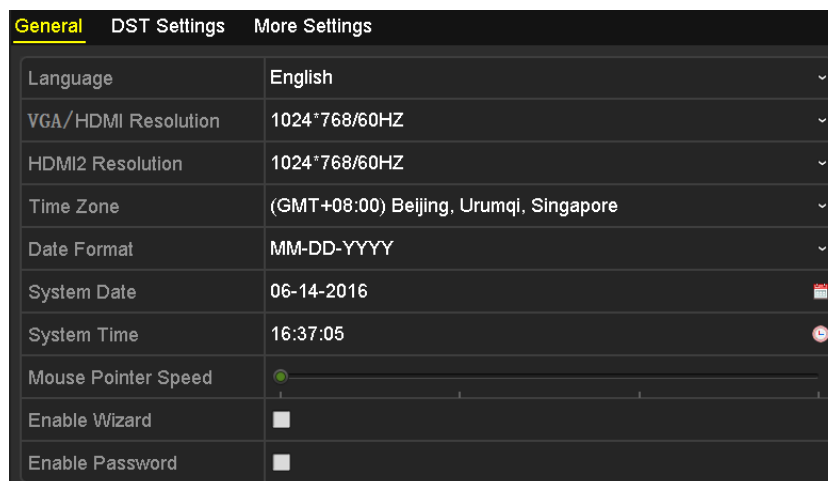 General DST Settings More Settings
Language English
VGA/HDMI Resolution 1024*768/60HZ
HDMI2 Resolution 1024*768/60HZ
Time Zone (GMT+08:00) Beijing, Urumqi, Singapore
Date Format MM-DD-YYYY
System Date 06-14-2016
System Time 16:37:05
Mouse Pointer Speed
Enable Wizard
Enable Password